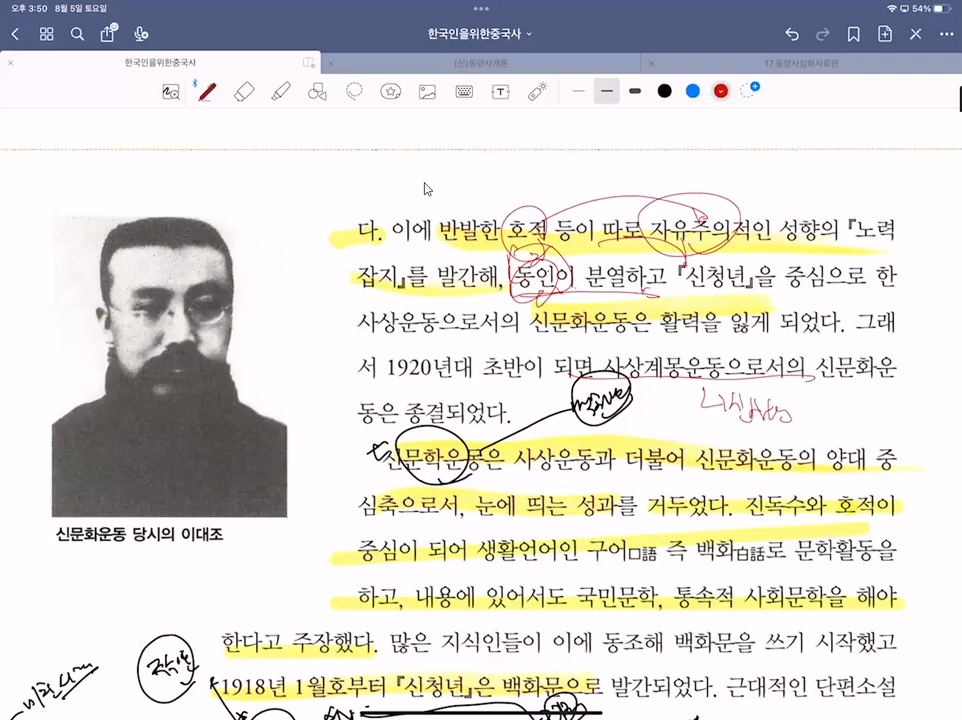 오후 3:50 8월 5일 토요일
54%
한국인을위한중국사
한국인을위한중국사
(신)동양사개론
17.동양사심화자료편
다. 이에 반발한 호적 등이 따로 자유주의적인 성향의 『노력
잡지』를 발간해, 동인이 분열하고 『신청년』을 중심으로 한
사상운동으로서의 신문화운동은 활력을 잃게 되었다. 그래
서 1920년대 초반이 되면 사상계몽운동으로서의 신문화운
동은 종결되었다.
신문학운동은 사상운동과 더불어 신문화운동의 양대 중
심축으로서, 눈에 띄는 성과를 거두었다. 진독수와 호적이
중심이 되어 생활언어인 구어口語 즉 백화白話로 문학활동을
하고, 내용에 있어서도 국민문학, 통속적 사회문학을 해야
한다고 주장했다. 많은 지식인들이 이에 동조해 백화문을 쓰기 시작했고
1918년 1월호부터 『신청년』은 백화문으로 발간되었다. 근대적인 단편소설
신문화운동 당시의 이대조